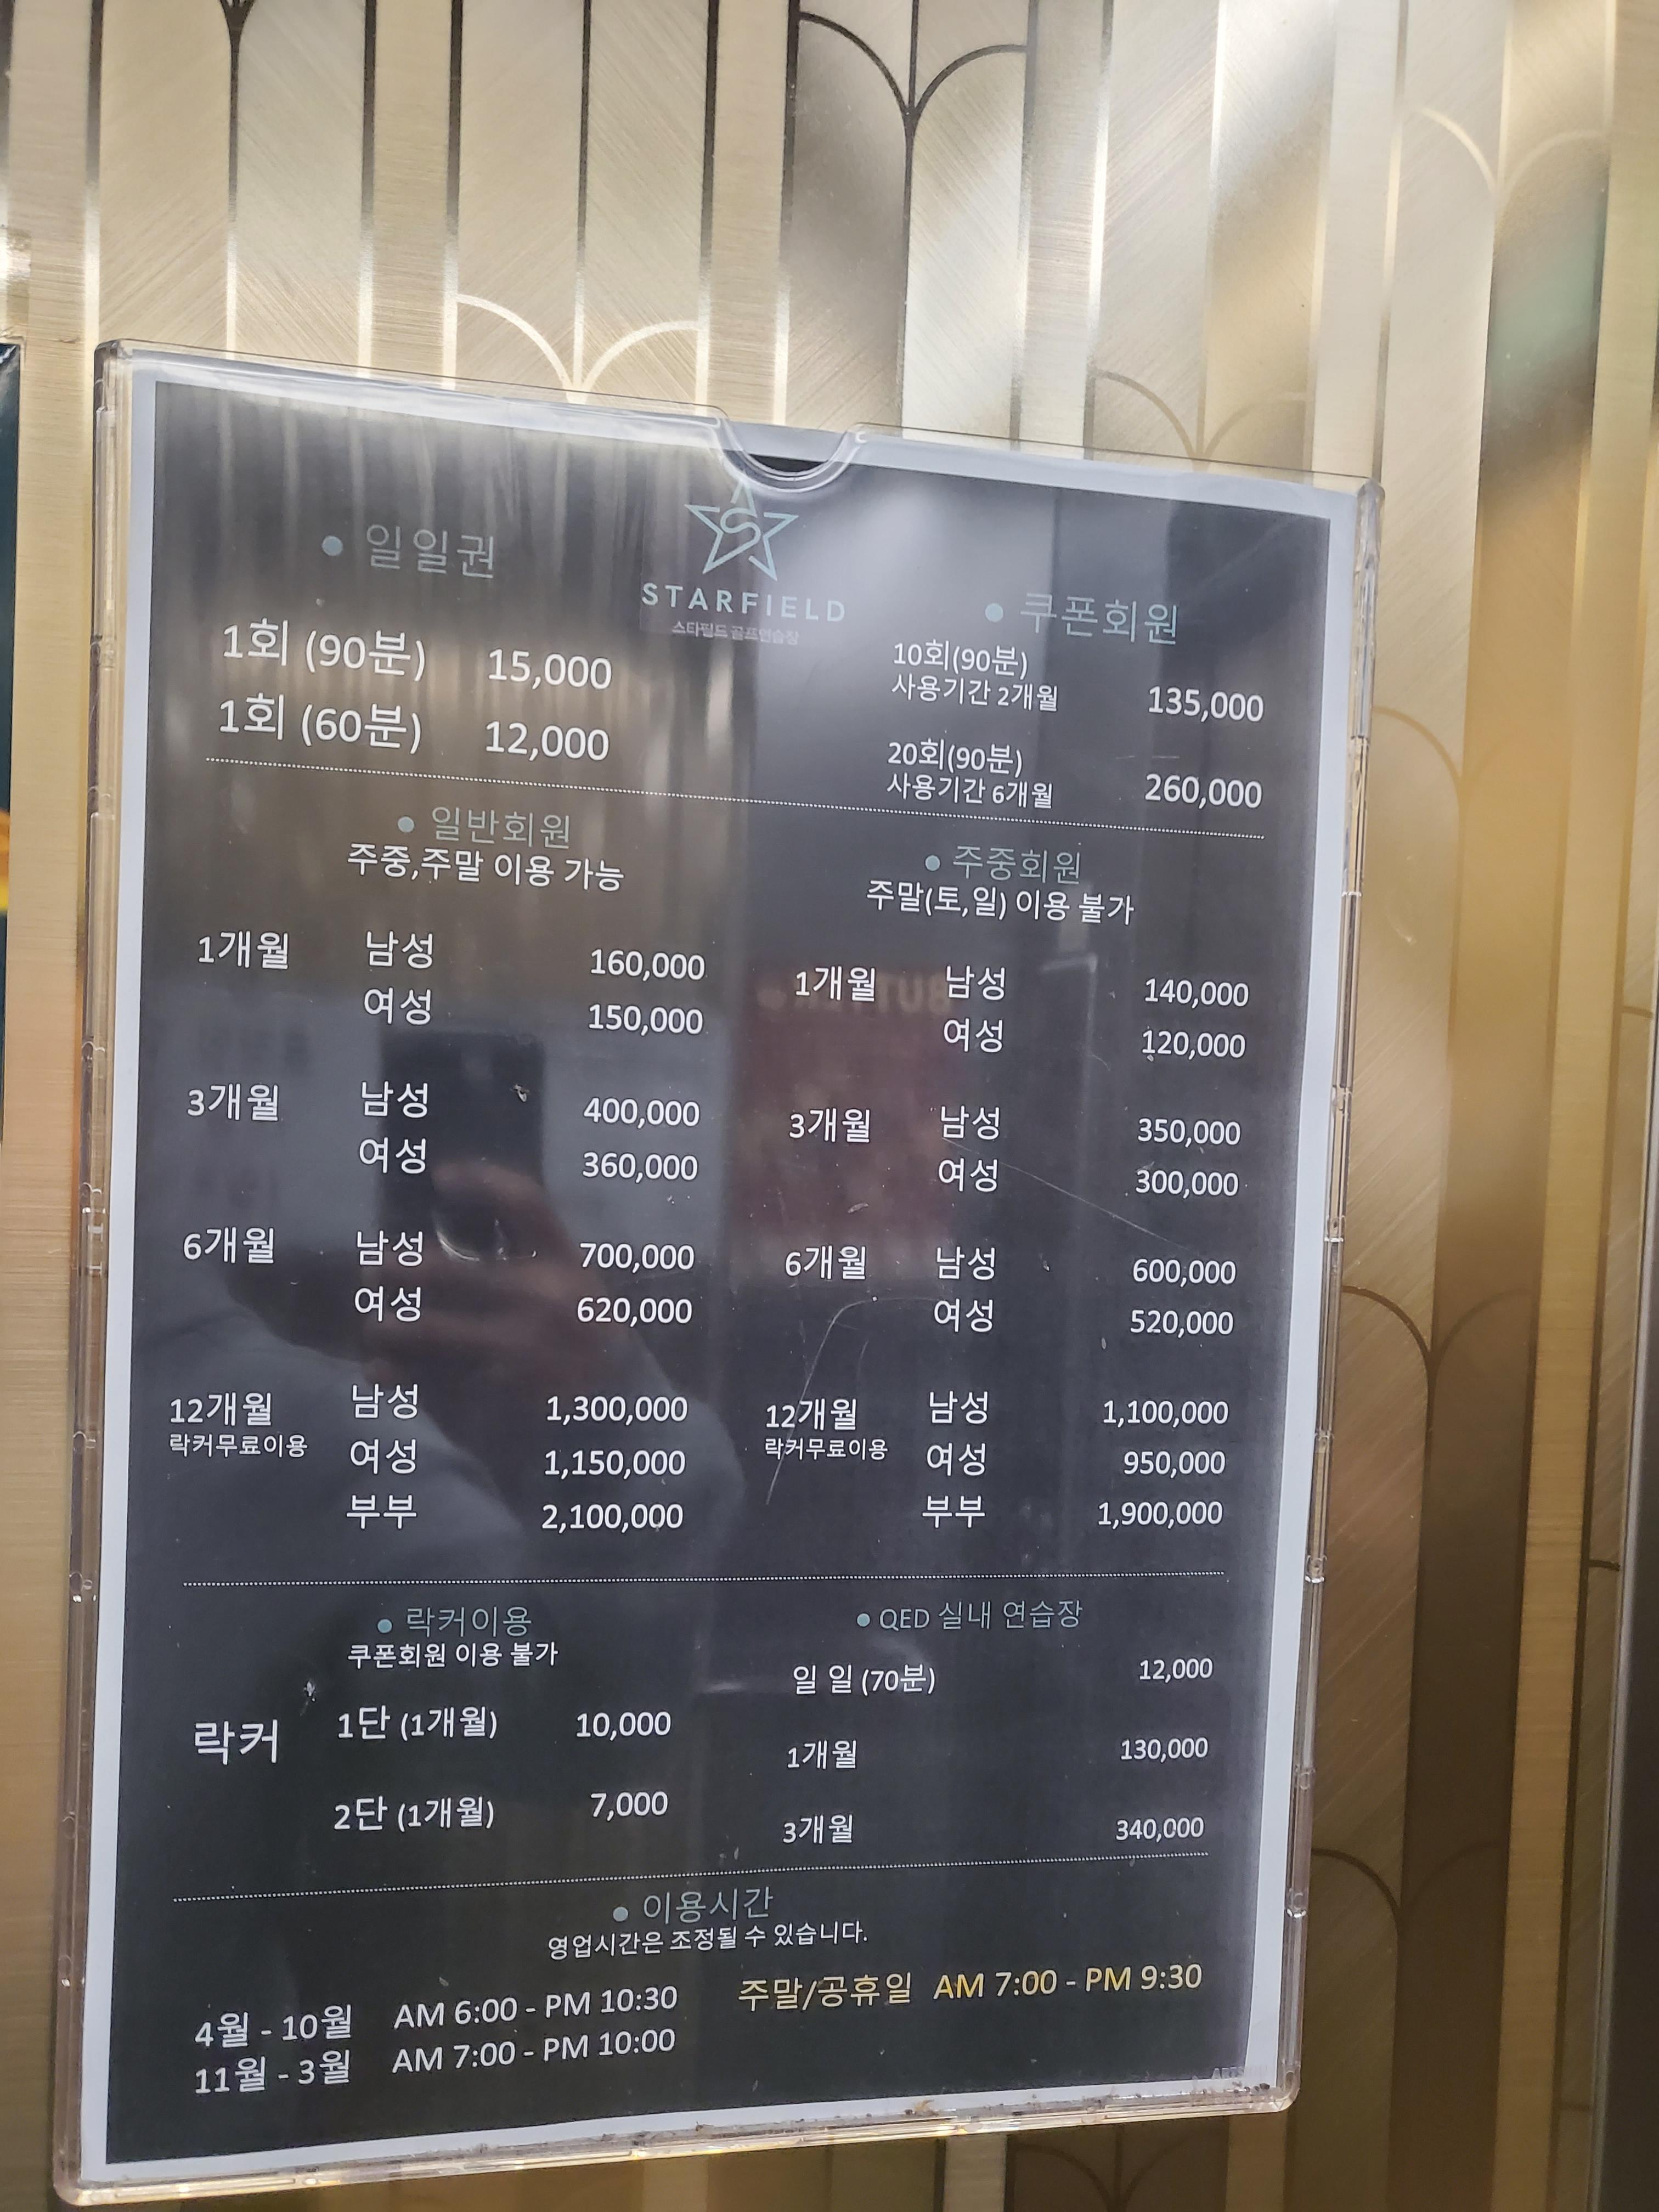 • 일일권
1회 (90분) 15,000
1회 (60분) 12,000
STARFIELD
스타필드 골프연습장
• 쿠폰회원
10회(90분)
사용기간 2개월 135,000
20회(90분)
사용기간 6개월 260,000
• 일반회원
주중,주말 이용 가능
1개월 남성 160,000
여성 150,000
3개월 남성 400,000
여성 360,000
6개월 남성 700,000
여성 620,000
12개월 남성 1,300,000
락커무료이용 여성 1,150,000
부부 2,100,000
• 주중회원
주말(토,일) 이용 불가
1개월 남성 140,000
여성 120,000
3개월 남성 350,000
여성 300,000
6개월 남성 600,000
여성 520,000
12개월 남성 1,100,000
락커무료이용 여성 950,000
부부 1,900,000
• 락커이용
쿠폰회원 이용 불가
락커 1단 (1개월) 10,000
2단 (1개월) 7,000
• QED 실내 연습장
일 일 (70분) 12,000
1개월 130,000
3개월 340,000
• 이용시간
영업시간은 조정될 수 있습니다.
4월 - 10월 AM 6:00 - PM 10:30
11월 - 3월 AM 7:00 - PM 10:00
주말/공휴일 AM 7:00 - PM 9:30